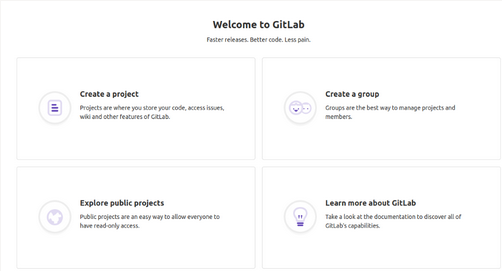 Welcome to GitLab
Faster releases. Better code. Less pain.
Create a project
Projects are where you store your code, access issues,
wiki and other features of GitLab.
Create a group
Groups are the best way to manage projects and
members.
Explore public projects
Public projects are an easy way to allow everyone to
have read-only access.
Learn more about GitLab
Take a look at the documentation to discover all of
GitLab's capabilities.